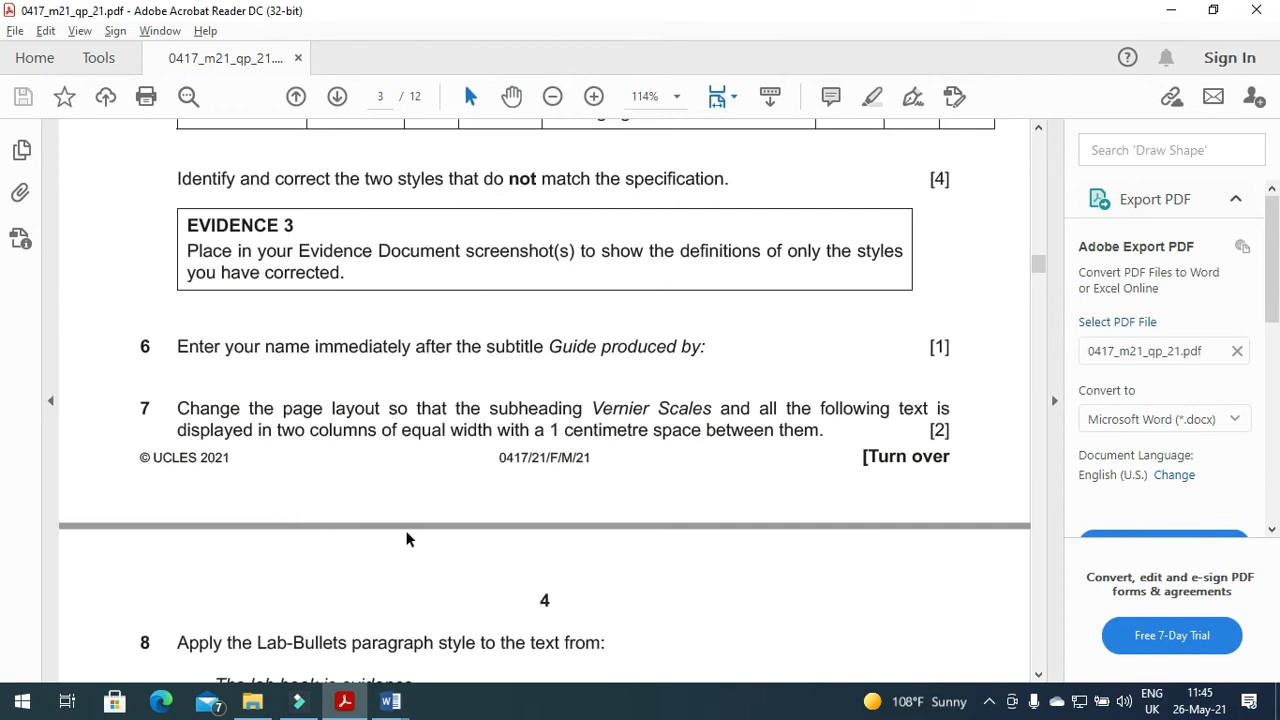 0417_m21_qp_21.pdf - Adobe Acrobat Reader DC (32-bit)
File Edit View Sign Window Help
Home Tools 0417_m21_qp_21.... × Sign In
3 / 12 114%
Search 'Draw Shape'
Identify and correct the two styles that do not match the specification. [4]
EVIDENCE 3
Place in your Evidence Document screenshot(s) to show the definitions of only the styles
you have corrected.
6 Enter your name immediately after the subtitle Guide produced by: [1]
7 Change the page layout so that the subheading Vernier Scales and all the following text is
displayed in two columns of equal width with a 1 centimetre space between them. [2]
© UCLES 2021 0417/21/F/M/21 [Turn over
4
8 Apply the Lab-Bullets paragraph style to the text from:
The lab book is evidence
Export PDF
Adobe Export PDF
Convert PDF Files to Word
or Excel Online
Select PDF File
0417_m21_qp_21.pdf
Convert to
Microsoft Word (*.docx)
Document Language:
English (U.S.) Change
Convert, edit and e-sign PDF
forms & agreements
Free 7-Day Trial
7 108°F Sunny ENG 11:45
UK 26-May-21